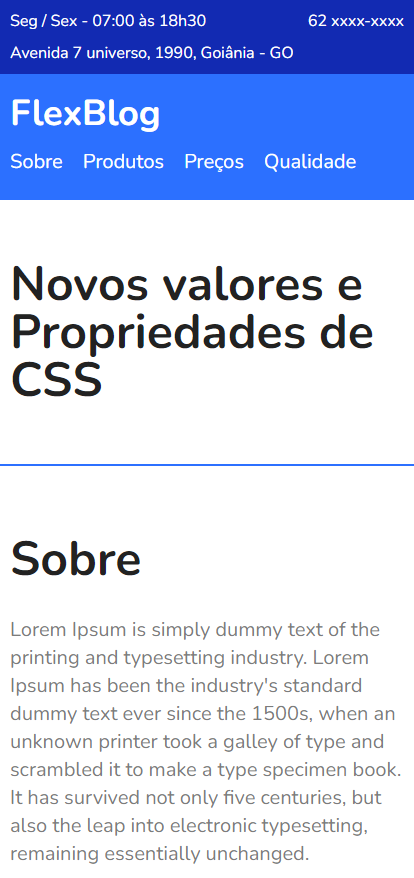 Seg / Sex - 07:00 às 18h30 62 xxxx-xxxx
Avenida 7 universo, 1990, Goiânia - GO
FlexBlog
Sobre Produtos Preços Qualidade
Novos valores e
Propriedades de
CSS
Sobre
Lorem Ipsum is simply dummy text of the
printing and typesetting industry. Lorem
Ipsum has been the industry's standard
dummy text ever since the 1500s, when an
unknown printer took a galley of type and
scrambled it to make a type specimen book.
It has survived not only five centuries, but
also the leap into electronic typesetting,
remaining essentially unchanged.